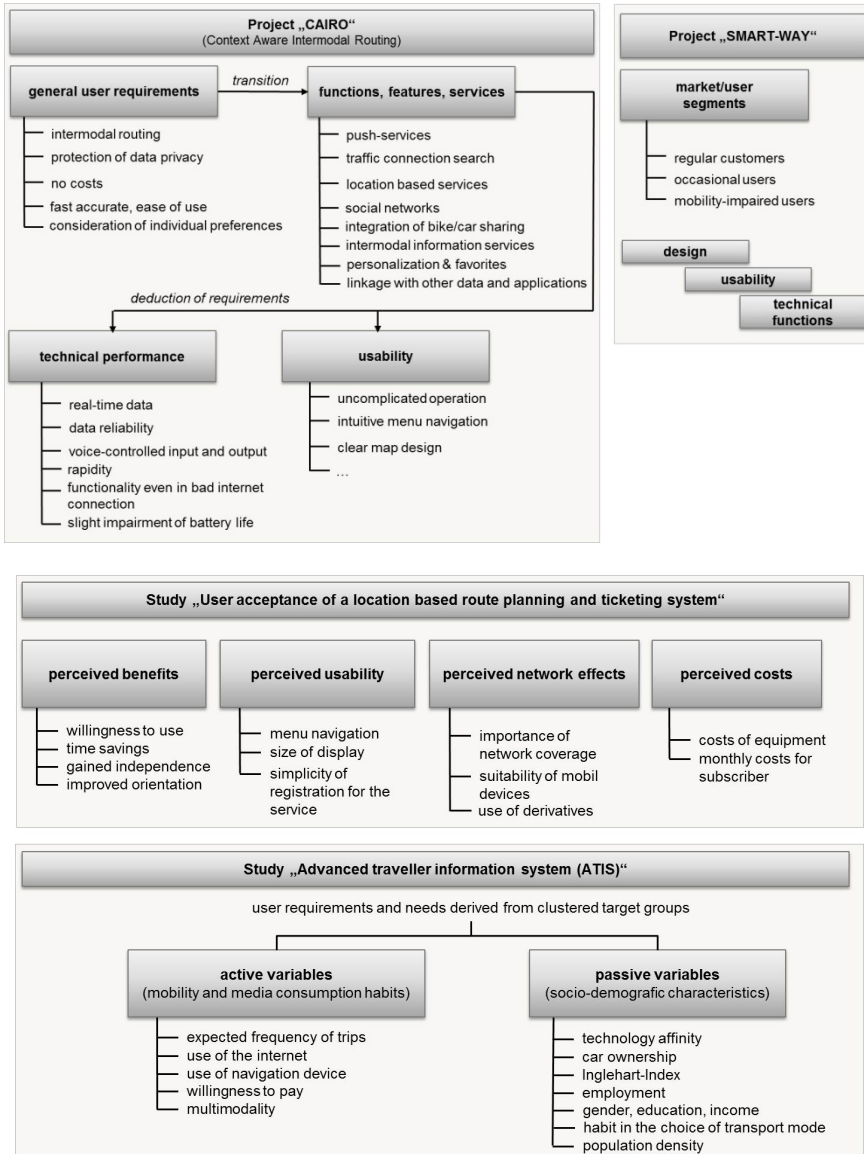 Project „CAIRO“
(Context Aware Intermodal Routing)
general user requirements
transition
functions, features, services
intermodal routing
protection of data privacy
no costs
fast accurate, ease of use
consideration of individual preferences
push-services
traffic connection search
location based services
social networks
integration of bike/car sharing
intermodal information services
personalization & favorites
linkage with other data and applications
deduction of requirements
technical performance
usability
real-time data
data reliability
voice-controlled input and output
rapidity
functionality even in bad internet
connection
slight impairment of battery life
uncomplicated operation
intuitive menu navigation
clear map design
...
Project „SMART-WAY“
market/user
segments
regular customers
occasional users
mobility-impaired users
design
usability
technical
functions
Study „User acceptance of a location based route planning and ticketing system“
perceived benefits
perceived usability
perceived network effects
perceived costs
willingness to use
time savings
gained independence
improved orientation
menu navigation
size of display
simplicity of
registration for the
service
importance of
network coverage
suitability of mobil
devices
use of derivatives
costs of equipment
monthly costs for
subscriber
Study „Advanced traveller information system (ATIS)“
user requirements and needs derived from clustered target groups
active variables
(mobility and media consumption habits)
passive variables
(socio-demografic characteristics)
expected frequency of trips
use of the internet
use of navigation device
willingness to pay
multimodality
technology affinity
car ownership
Inglehart-Index
employment
gender, education, income
habit in the choice of transport mode
population density